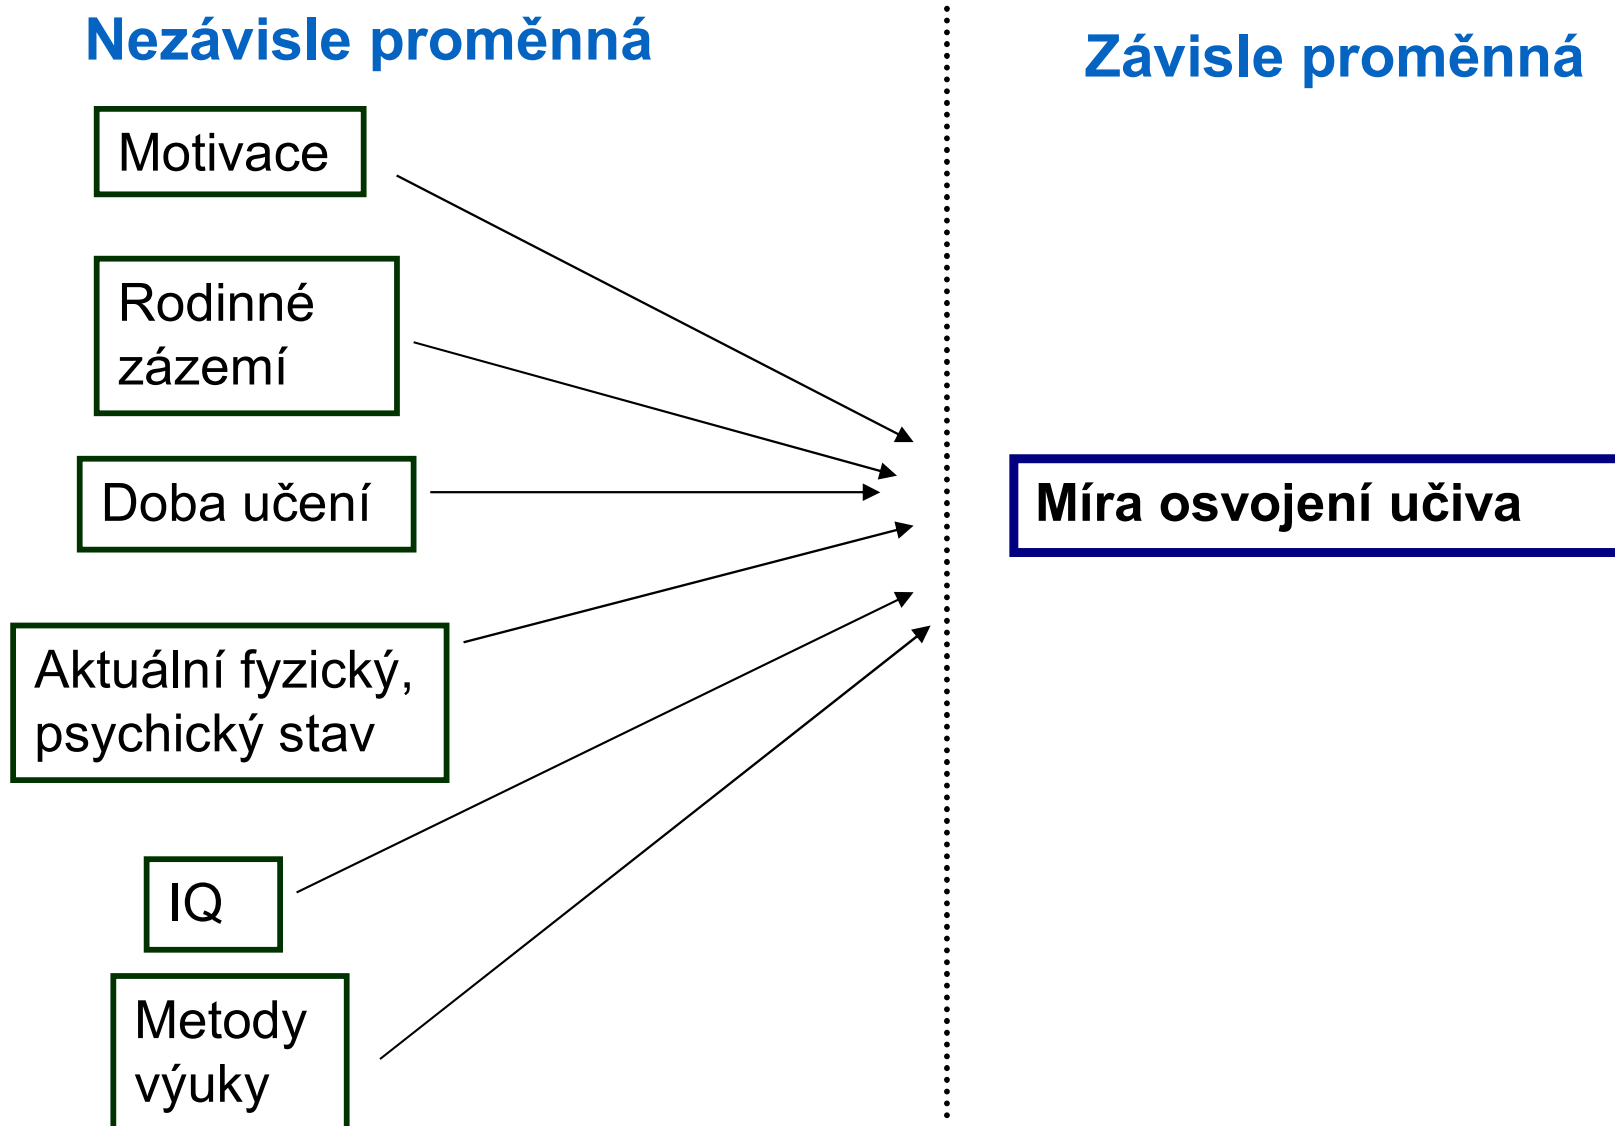 Nezávisle proměnná
Závisle proměnná
Motivace
Rodinné
zázemí
Doba učení
Míra osvojení učiva
Aktuální fyzický,
psychický stav
IQ
Metody
výuky